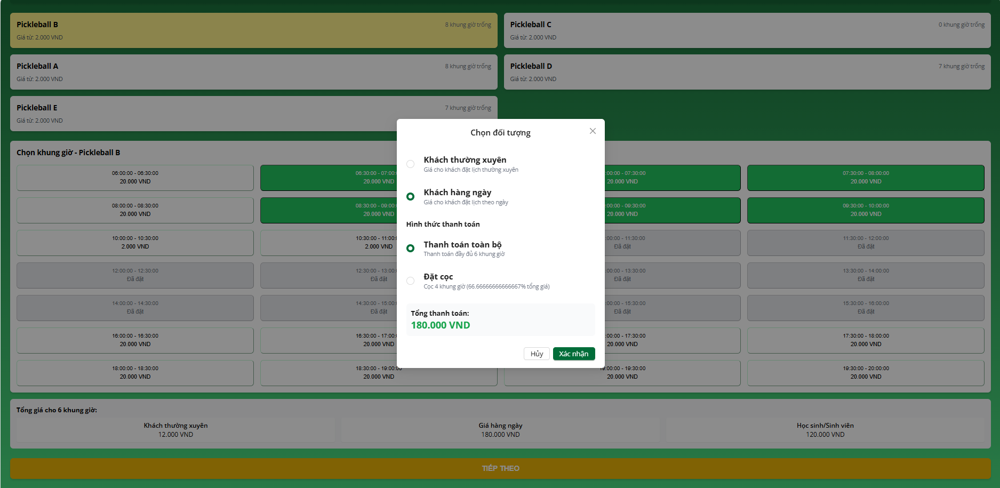 Pickleball B
8 khung giờ trống
Giá từ: 2.000 VND
Pickleball C
0 khung giờ trống
Giá từ: 2.000 VND
Pickleball A
8 khung giờ trống
Giá từ: 2.000 VND
Pickleball D
7 khung giờ trống
Giá từ: 2.000 VND
Pickleball E
7 khung giờ trống
Giá từ: 2.000 VND
Chọn khung giờ - Pickleball B
06:00:00 - 06:30:00
20.000 VND
06:30:00 - 07:00:
20.000 VND
:00:00 - 07:30:00
20.000 VND
07:30:00 - 08:00:00
20.000 VND
08:00:00 - 08:30:00
20.000 VND
08:30:00 - 09:00:
20.000 VND
:00:00 - 09:30:00
20.000 VND
09:30:00 - 10:00:00
20.000 VND
10:00:00 - 10:30:00
2.000 VND
10:30:00 - 11:00:
2.000 VND
:00:00 - 11:30:00
Đã đặt
11:30:00 - 12:00:00
Đã đặt
12:00:00 - 12:30:00
Đã đặt
12:30:00 - 13:00:
Đã đặt
:00:00 - 13:30:00
Đã đặt
13:30:00 - 14:00:00
Đã đặt
14:00:00 - 14:30:00
Đã đặt
14:30:00 - 15:00:
Đã đặt
:00:00 - 15:30:00
Đã đặt
15:30:00 - 16:00:00
Đã đặt
16:00:00 - 16:30:00
20.000 VND
16:30:00 - 17:00:
20.000 VND
:00:00 - 17:30:00
20.000 VND
17:30:00 - 18:00:00
20.000 VND
18:00:00 - 18:30:00
20.000 VND
18:30:00 - 19:00:00
20.000 VND
19:00:00 - 19:30:00
20.000 VND
19:30:00 - 20:00:00
20.000 VND
Chọn đối tượng
Khách thường xuyên
Giá cho khách đặt lịch thường xuyên
Khách hàng ngày
Giá cho khách đặt lịch theo ngày
Hình thức thanh toán
Thanh toán toàn bộ
Thanh toán đầy đủ 6 khung giờ
Đặt cọc
Cọc 4 khung giờ (66.66666666666667% tổng giá)
Tổng thanh toán:
180.000 VND
Hủy
Xác nhận
Tổng giá cho 6 khung giờ:
Khách thường xuyên
12.000 VND
Giá hàng ngày
180.000 VND
Học sinh/Sinh viên
120.000 VND
TIẾP THEO